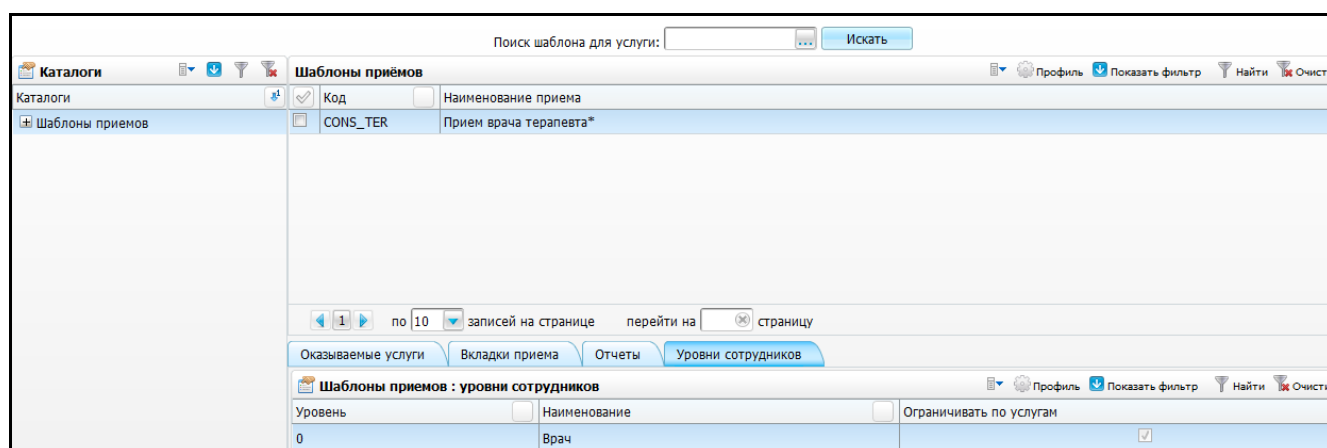 Поиск шаблона для услуги: ... Искать
Каталоги
Каталоги
Шаблоны приемов
Шаблоны приёмов Профиль Показать фильтр Найти Очист
Код Наименование приема
CONS_TER Прием врача терапевта*
1 по 10 записей на странице перейти на страницу
Оказываемые услуги Вкладки приема Отчеты Уровни сотрудников
Шаблоны приемов : уровни сотрудников Профиль Показать фильтр Найти Очисти
Уровень Наименование Ограничивать по услугам
0 Врач